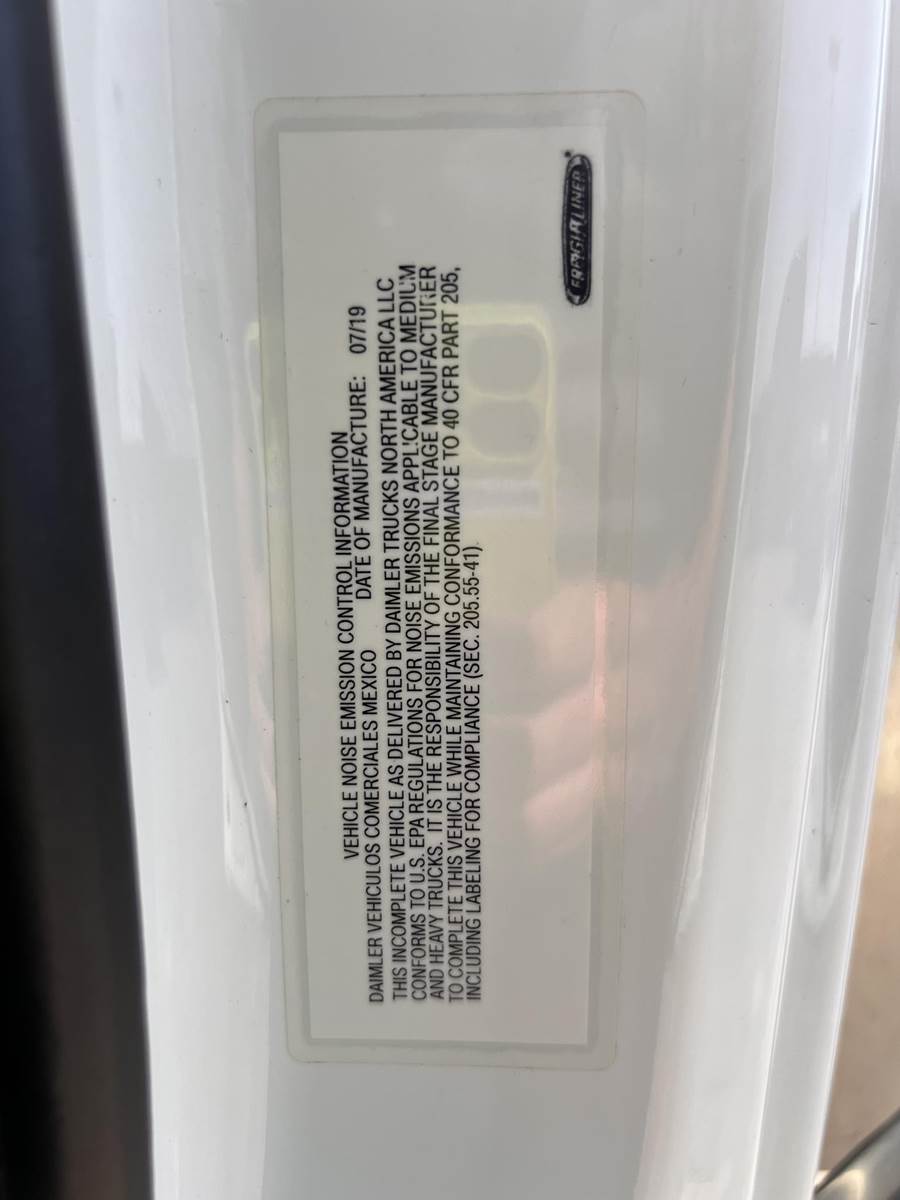 VEHICLE NOISE EMISSION CONTROL INFORMATION
DAIMLER VEHICULOS COMERCIALES MEXICO DATE OF MANUFACTURE: 07/19
THIS INCOMPLETE VEHICLE AS DELIVERED BY DAIMLER TRUCKS NORTH AMERICA LLC
CONFORMS TO U.S. EPA REGULATIONS FOR NOISE EMISSIONS APPLICABLE TO MEDIUM
AND HEAVY TRUCKS. IT IS THE RESPONSIBILITY OF THE FINAL STAGE MANUFACTURER
TO COMPLETE THIS VEHICLE WHILE MAINTAINING CONFORMANCE TO 40 CFR PART 205,
INCLUDING LABELING FOR COMPLIANCE (SEC. 205.55-41).
FREIGHTLINER